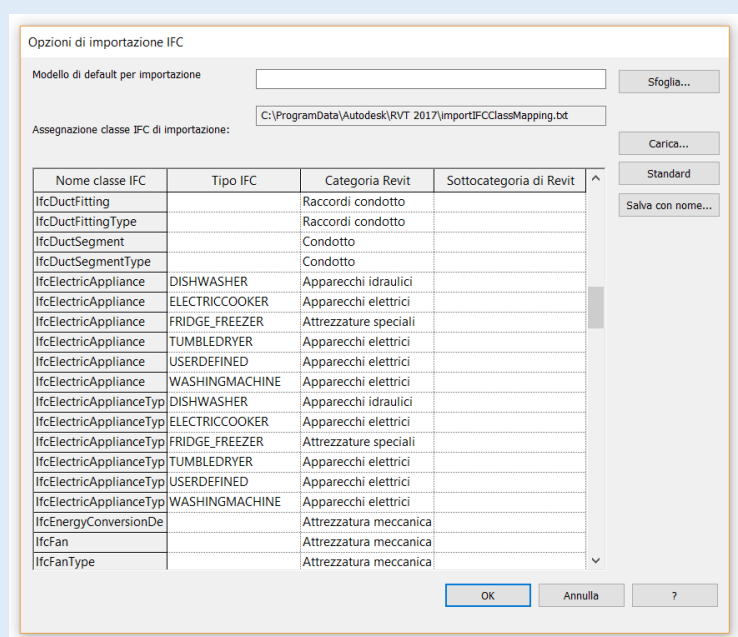 Opzioni di importazione IFC
Modello di default per importazione
Sfoglia...
C:\ProgramData\Autodesk\RVT 2017\importIFCClassMapping.txt
Assegnazione classe IFC di importazione:
Carica...
Standard
Salva con nome...
Nome classe IFC Tipo IFC Categoria Revit Sottocategoria di Revit
IfcDuctFitting Raccordi condotto
IfcDuctFittingType Raccordi condotto
IfcDuctSegment Condotto
IfcDuctSegmentType Condotto
IfcElectricAppliance DISHWASHER Apparecchi idraulici
IfcElectricAppliance ELECTRICCOOKER Apparecchi elettrici
IfcElectricAppliance FRIDGE_FREEZER Attrezzature speciali
IfcElectricAppliance TUMBLEDRYER Apparecchi elettrici
IfcElectricAppliance USERDEFINED Apparecchi elettrici
IfcElectricAppliance WASHINGMACHINE Apparecchi elettrici
IfcElectricApplianceTyp DISHWASHER Apparecchi idraulici
IfcElectricApplianceTyp ELECTRICCOOKER Apparecchi elettrici
IfcElectricApplianceTyp FRIDGE_FREEZER Attrezzature speciali
IfcElectricApplianceTyp TUMBLEDRYER Apparecchi elettrici
IfcElectricApplianceTyp USERDEFINED Apparecchi elettrici
IfcElectricApplianceTyp WASHINGMACHINE Apparecchi elettrici
IfcEnergyConversionDe Attrezzatura meccanica
IfcFan Attrezzatura meccanica
IfcFanType Attrezzatura meccanica
OK Annulla ?